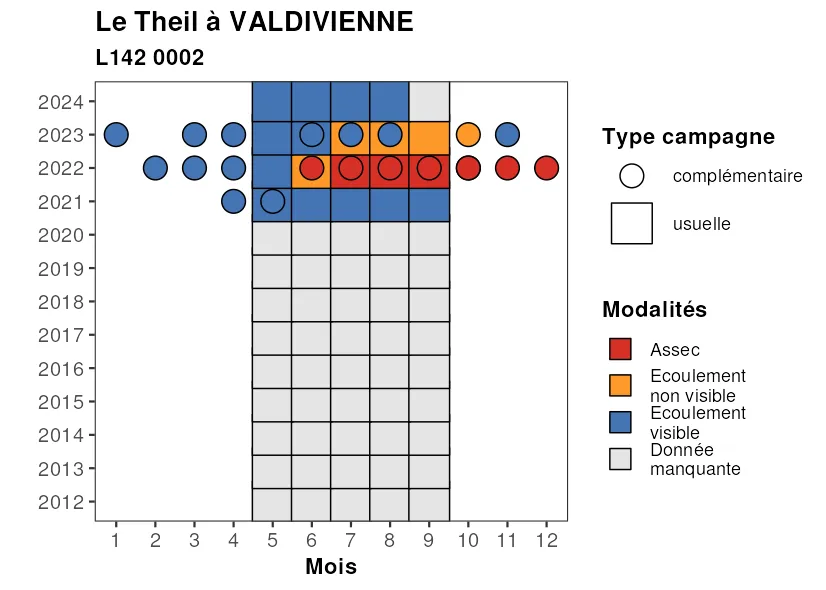 Le Theil à VALDIVIENNE
L142 0002
2024
2023
2022
2021
2020
2019
2018
2017
2016
2015
2014
2013
2012
1 2 3 4 5 6 7 8 9 10 11 12
Mois
Type campagne
complémentaire
usuelle
Modalités
Assec
Ecoulement
non visible
Ecoulement
visible
Donnée
manquante